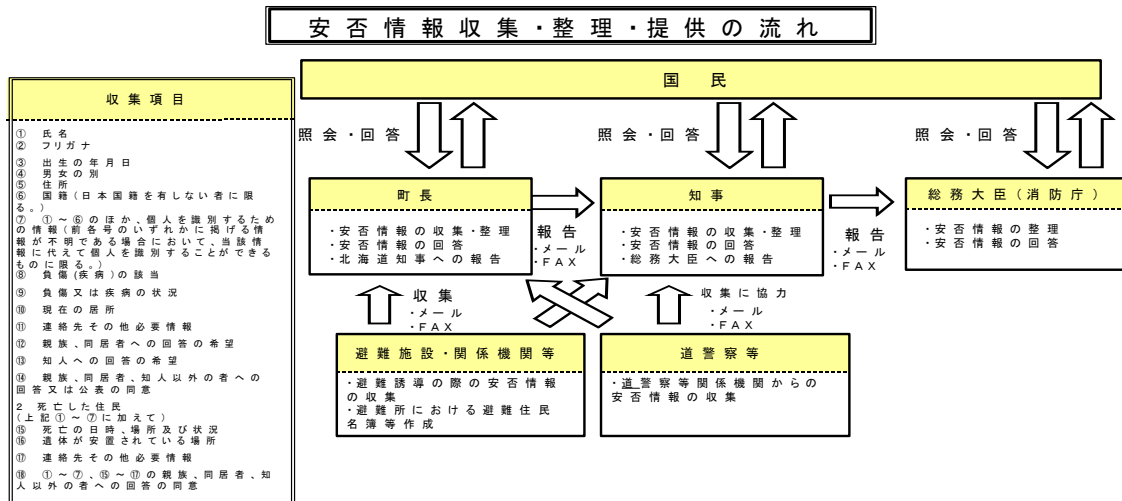 安否情報収集・整理・提供の流れ
国民
収集項目
① 氏名
② フリガナ
③ 出生の年月日
④ 男女の別
⑤ 住所
⑥ 国籍(日本国籍を有しない者に限
る。)
⑦ ①～⑥のほか、個人を識別するため
の情報(前各号のいずれかに掲げる情
報が不明である場合において、当該情
報に代えて個人を識別することができる
ものに限る。)
⑧ 負傷(疾病)の該当
⑨ 負傷又は疾病の状況
⑩ 現在の居所
⑪ 連絡先その他必要情報
⑫ 親族、同居者への回答の希望
⑬ 知人への回答の希望
⑭ 親族、同居者、知人以外の者への
回答又は公表の同意
2 死亡した住民
(上記①～⑦に加えて)
⑮ 死亡の日時、場所及び状況
⑯ 遺体が安置されている場所
⑰ 連絡先その他必要情報
⑱ ①～⑦、⑮～⑰の親族、同居者、知
人以外の者への回答の同意
照会・回答
照会・回答
照会・回答
町長
・安否情報の収集・整理
・安否情報の回答
・北海道知事への報告
報告
・メール
・FAX
知事
・安否情報の収集・整理
・安否情報の回答
・総務大臣への報告
報告
・メール
・FAX
総務大臣(消防庁)
・安否情報の整理
・安否情報の回答
収集
・メール
・FAX
収集に協力
・メール
・FAX
避難施設・関係機関等
・避難誘導の際の安否情報
の収集
・避難所における避難住民
名簿等作成
道警察等
・道警察等関係機関からの
安否情報の収集